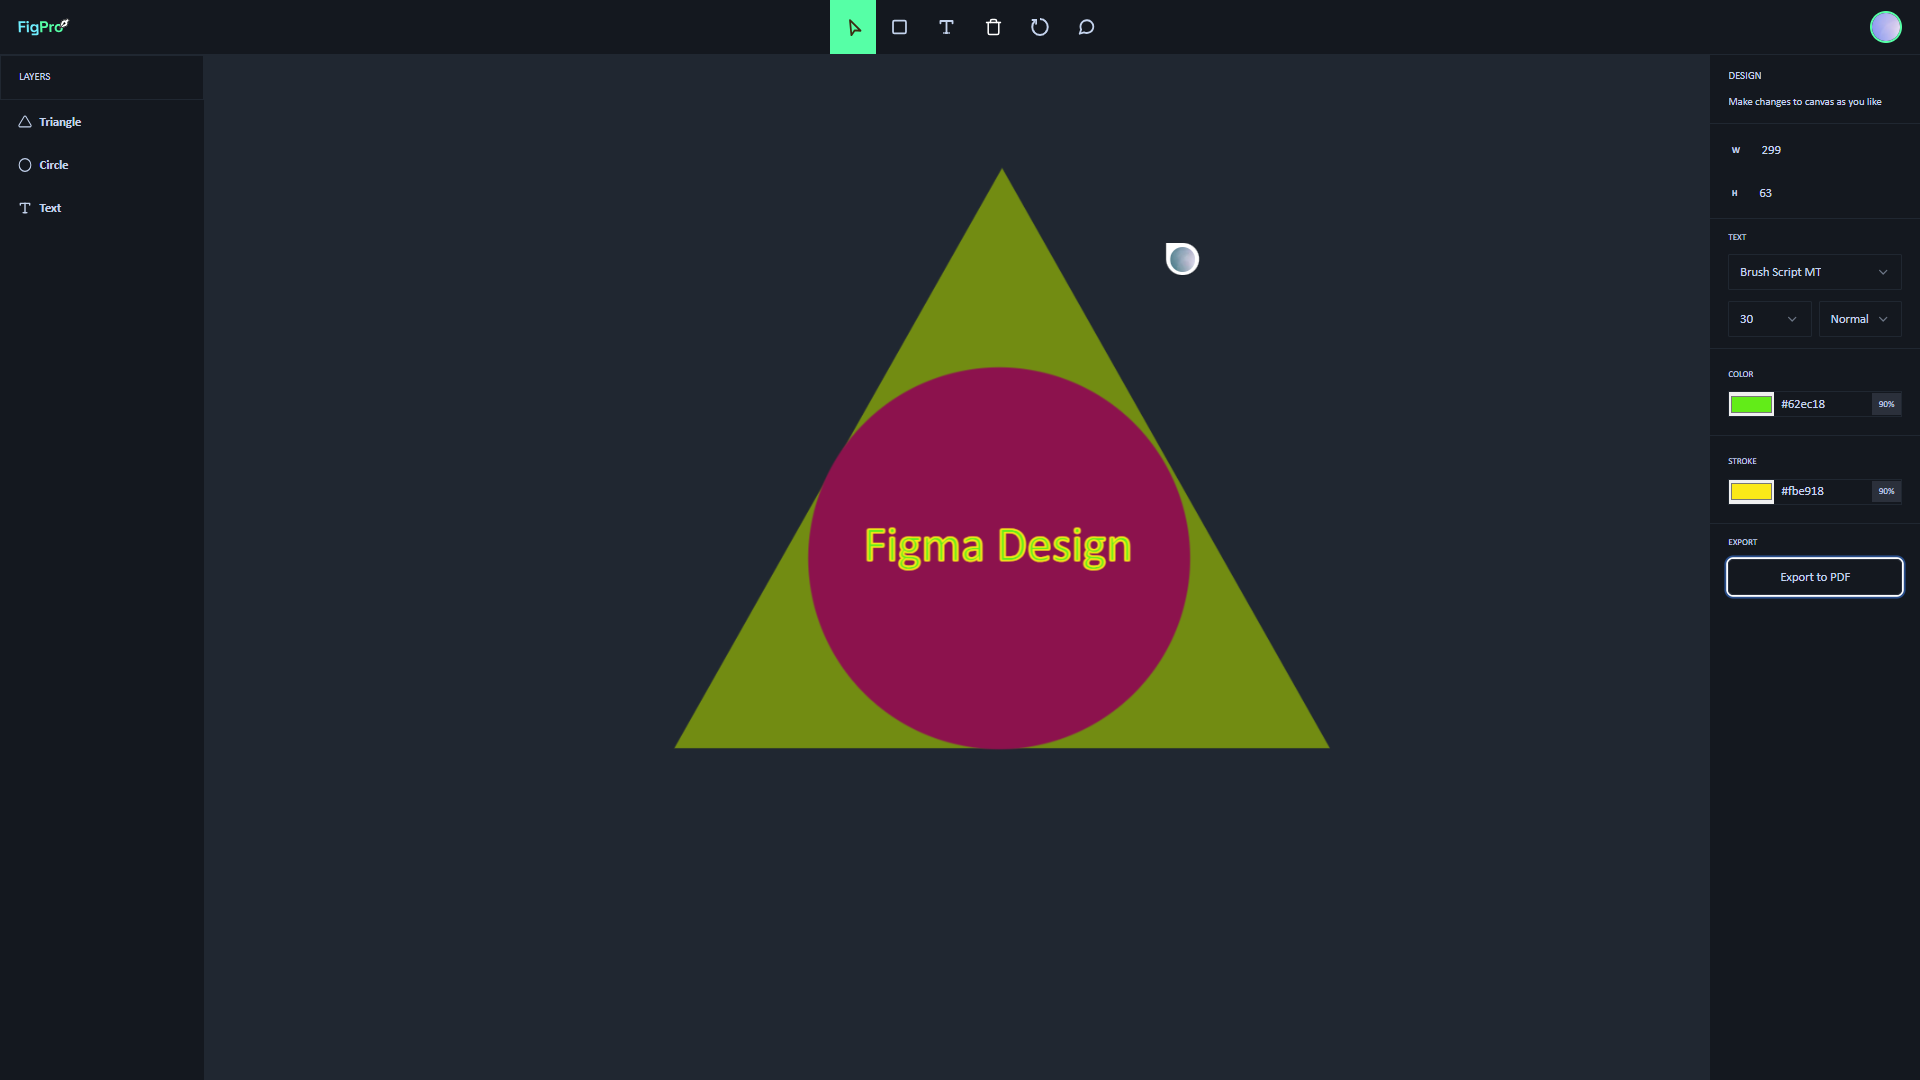 FigPro
LAYERS
Triangle
Circle
Text
Figma Design
DESIGN
Make changes to canvas as you like
W 299
H 63
TEXT
Brush Script MT
30 Normal
COLOR
#62ec18 90%
STROKE
#fbe918 90%
EXPORT
Export to PDF